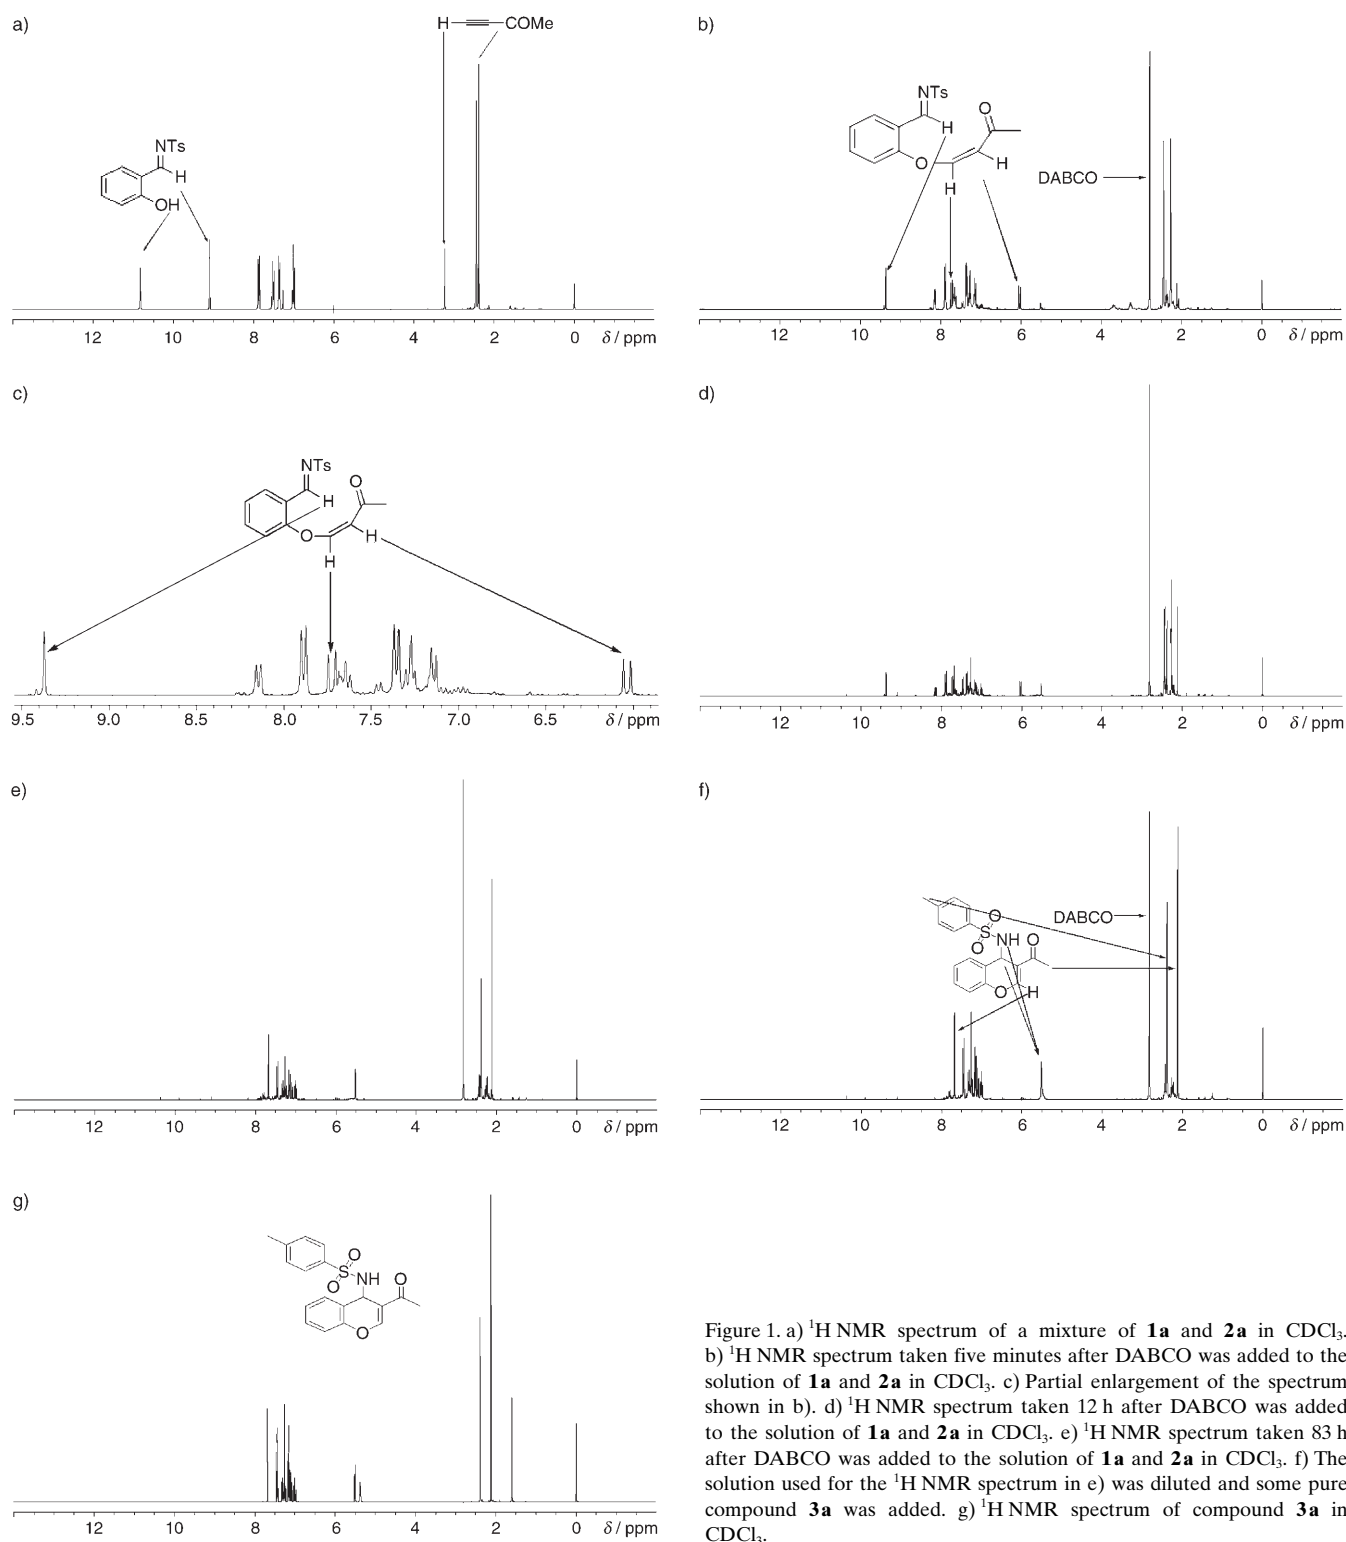 a)
H
COMe
NTs
H
OH
12 10 8 6 4 2 0 δ / ppm
b)
NTs
H
O
O
H
H
DABCO
12 10 8 6 4 2 0 δ / ppm
c)
NTs
H
O
O
H
H
9.5 9.0 8.5 8.0 7.5 7.0 6.5 δ / ppm
d)
12 10 8 6 4 2 0 δ / ppm
e)
12 10 8 6 4 2 0 δ / ppm
f)
DABCO
O
S
O
NH
O
O
H
12 10 8 6 4 2 0 δ / ppm
g)
O
S
O
NH
O
O
12 10 8 6 4 2 0 δ / ppm
Figure 1. a) ¹H NMR spectrum of a mixture of 1a and 2a in CDCl₃.
b) ¹H NMR spectrum taken five minutes after DABCO was added to the
solution of 1a and 2a in CDCl₃. c) Partial enlargement of the spectrum
shown in b). d) ¹H NMR spectrum taken 12 h after DABCO was added
to the solution of 1a and 2a in CDCl₃. e) ¹H NMR spectrum taken 83 h
after DABCO was added to the solution of 1a and 2a in CDCl₃. f) The
solution used for the ¹H NMR spectrum in e) was diluted and some pure
compound 3a was added. g) ¹H NMR spectrum of compound 3a in
CDCl₃.